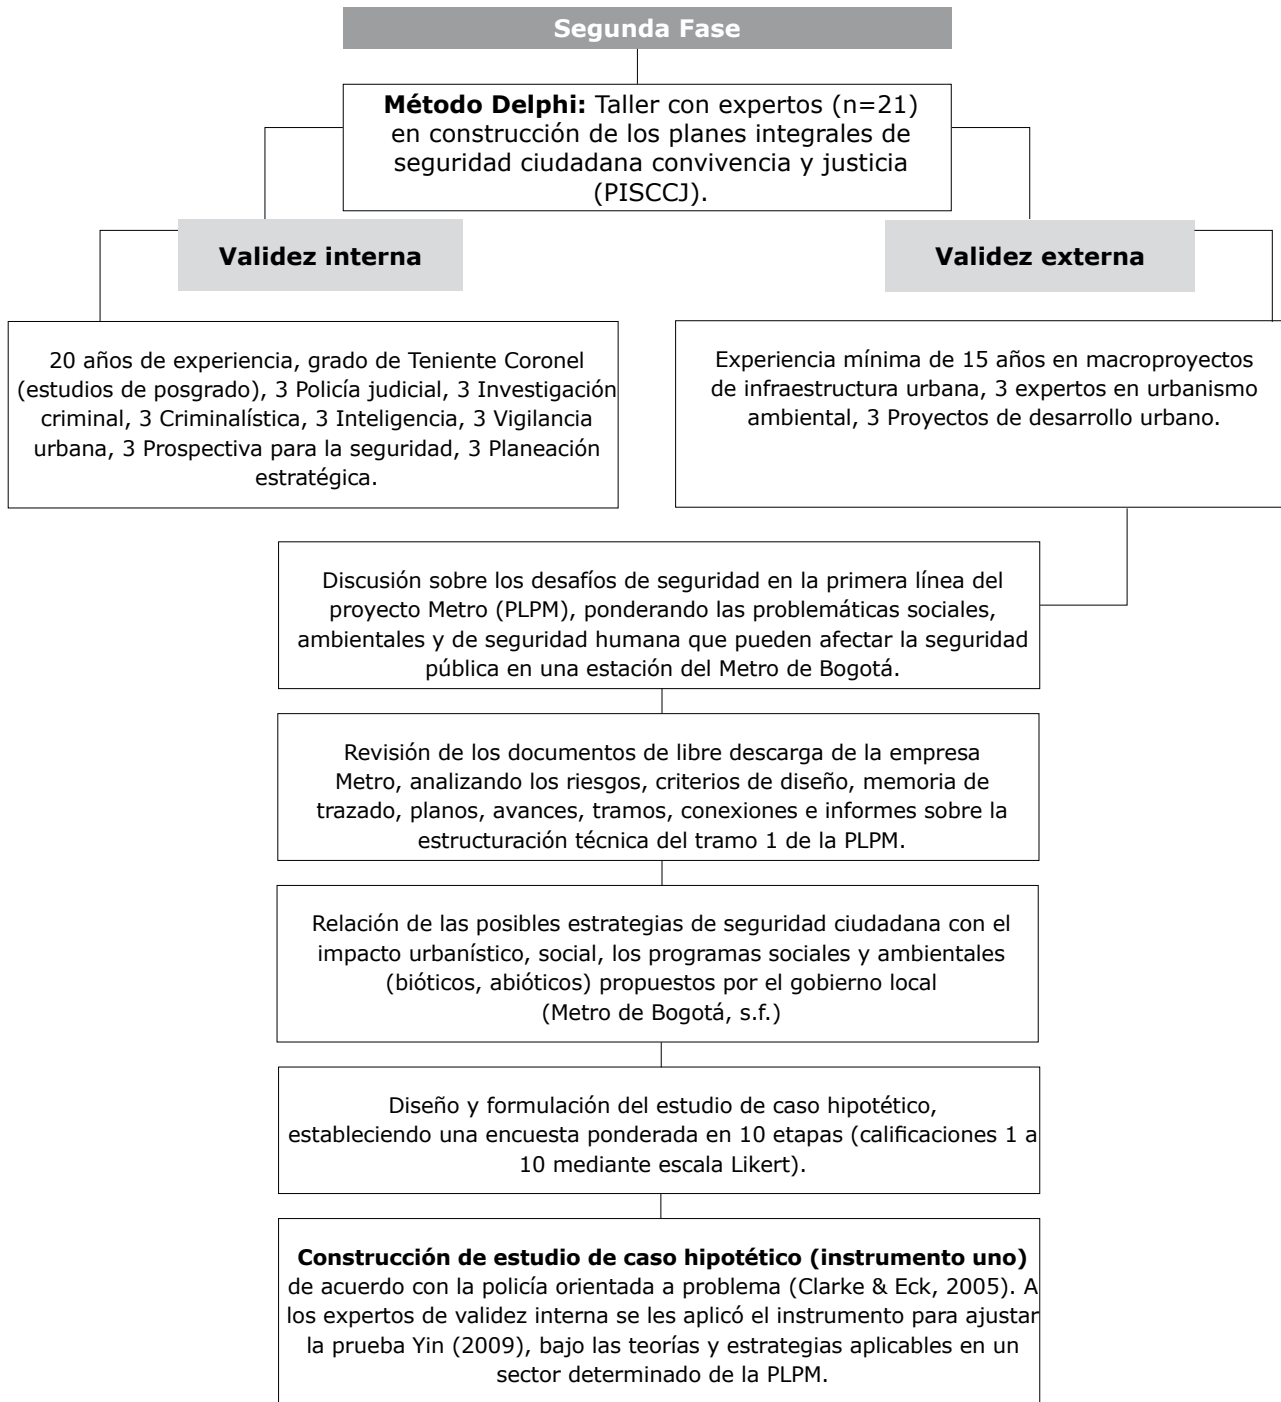 Segunda Fase
Método Delphi: Taller con expertos (n=21)
en construcción de los planes integrales de
seguridad ciudadana convivencia y justicia
(PISCCJ).
Validez interna
Validez externa
20 años de experiencia, grado de Teniente Coronel
(estudios de posgrado), 3 Policía judicial, 3 Investigación
criminal, 3 Criminalística, 3 Inteligencia, 3 Vigilancia
urbana, 3 Prospectiva para la seguridad, 3 Planeación
estratégica.
Experiencia mínima de 15 años en macroproyectos
de infraestructura urbana, 3 expertos en urbanismo
ambiental, 3 Proyectos de desarrollo urbano.
Discusión sobre los desafíos de seguridad en la primera línea del
proyecto Metro (PLPM), ponderando las problemáticas sociales,
ambientales y de seguridad humana que pueden afectar la seguridad
pública en una estación del Metro de Bogotá.
Revisión de los documentos de libre descarga de la empresa
Metro, analizando los riesgos, criterios de diseño, memoria de
trazado, planos, avances, tramos, conexiones e informes sobre la
estructuración técnica del tramo 1 de la PLPM.
Relación de las posibles estrategias de seguridad ciudadana con el
impacto urbanístico, social, los programas sociales y ambientales
(bióticos, abióticos) propuestos por el gobierno local
(Metro de Bogotá, s.f.)
Diseño y formulación del estudio de caso hipotético,
estableciendo una encuesta ponderada en 10 etapas (calificaciones 1 a
10 mediante escala Likert).
Construcción de estudio de caso hipotético (instrumento uno)
de acuerdo con la policía orientada a problema (Clarke & Eck, 2005). A
los expertos de validez interna se les aplicó el instrumento para ajustar
la prueba Yin (2009), bajo las teorías y estrategias aplicables en un
sector determinado de la PLPM.